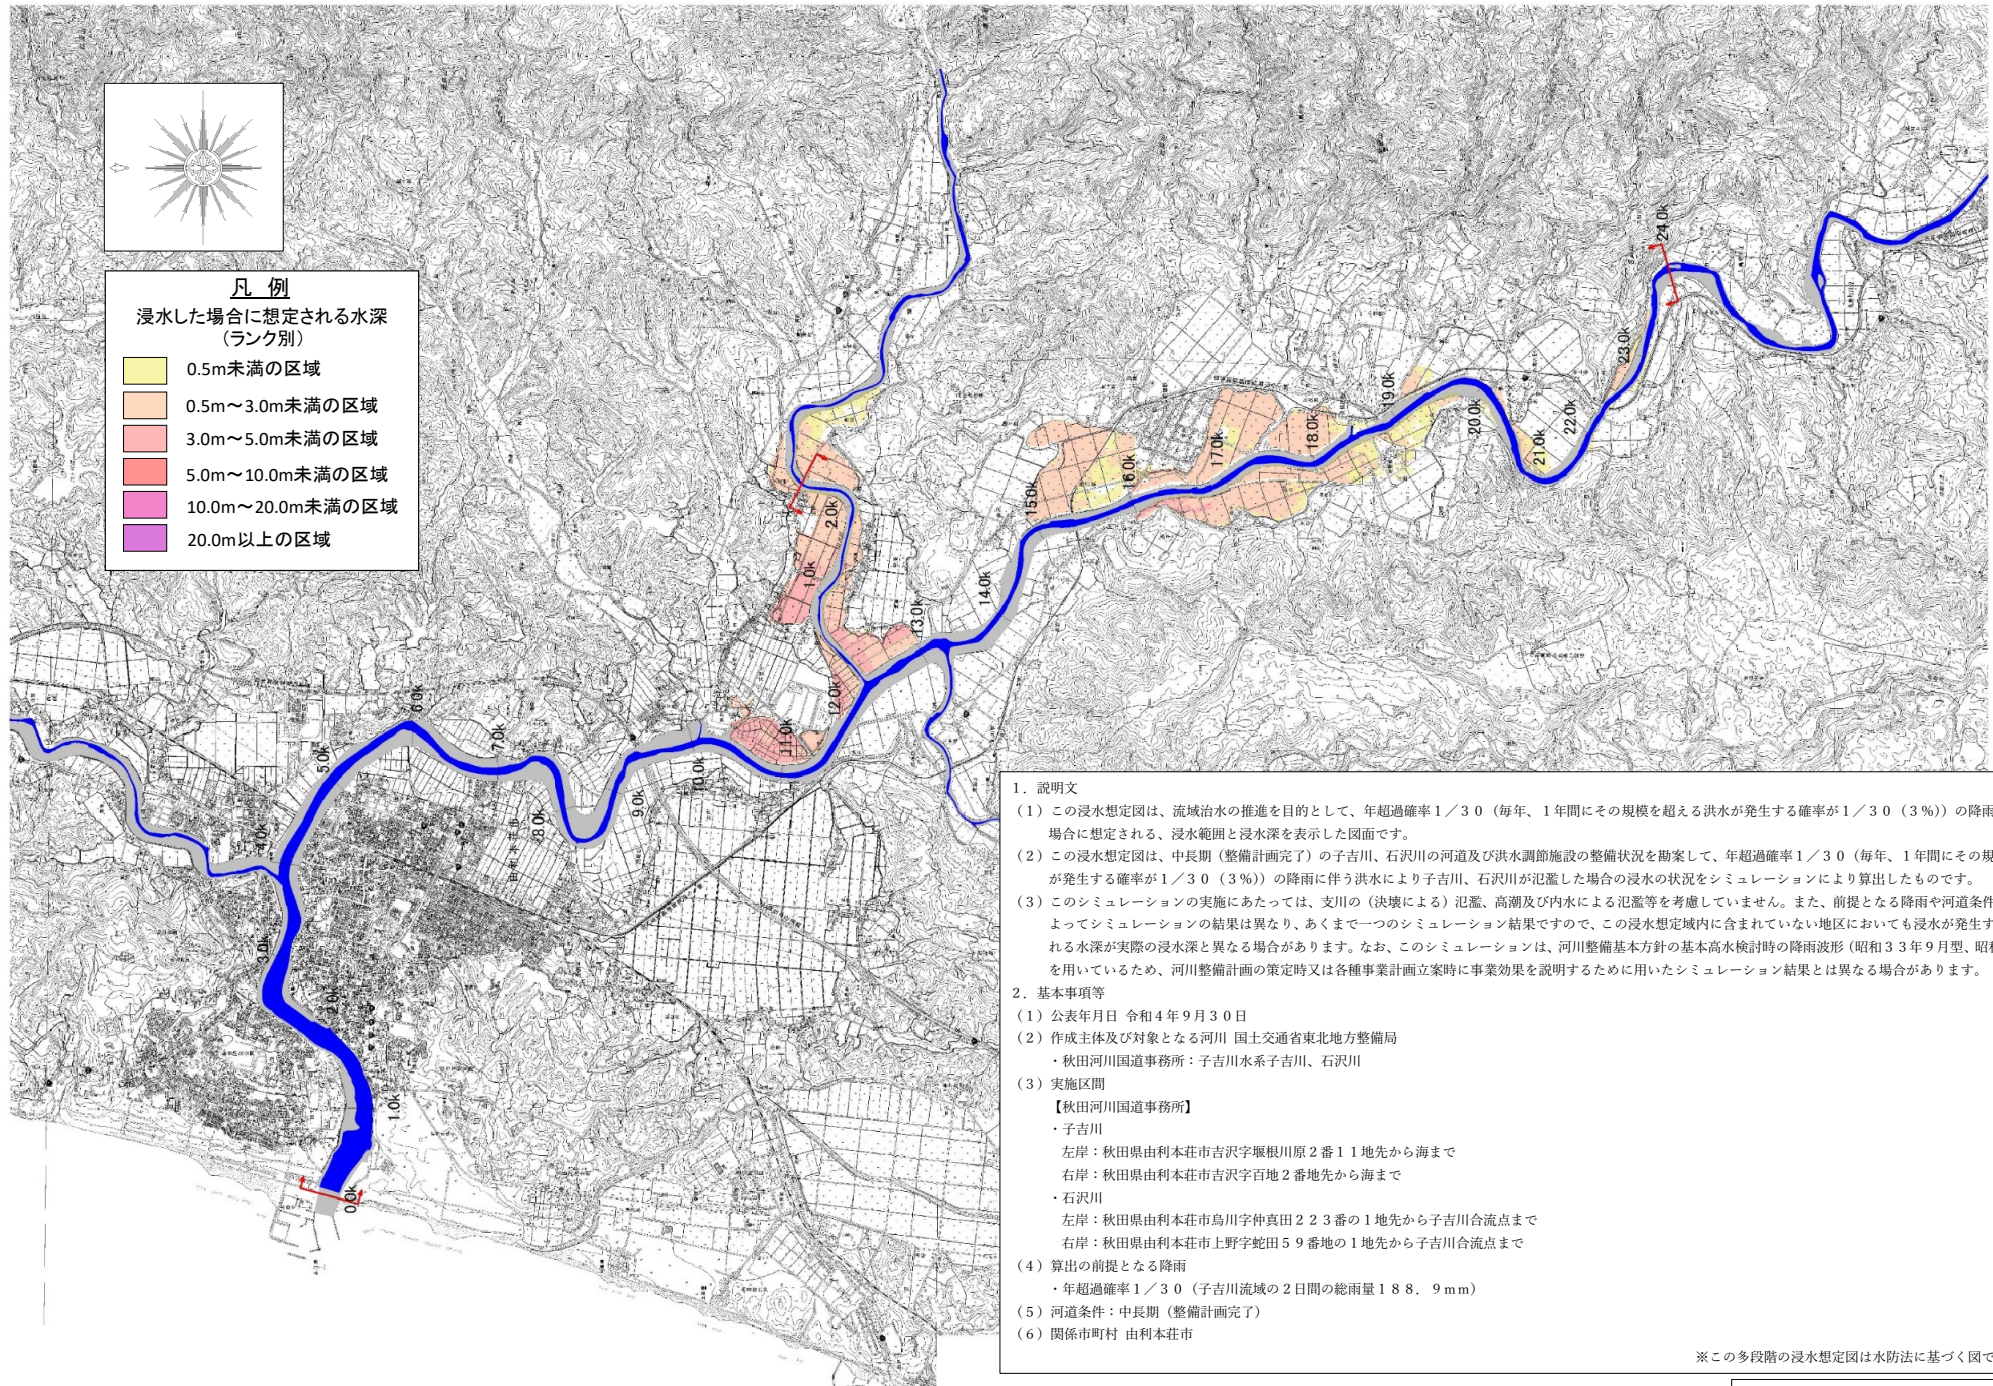 凡 例
浸水した場合に想定される水深
(ランク別)
0.5m未満の区域
0.5m～3.0m未満の区域
3.0m～5.0m未満の区域
5.0m～10.0m未満の区域
10.0m～20.0m未満の区域
20.0m以上の区域
24.0k
23.0k
22.0k
21.0k
20.0k
19.0k
18.0k
17.0k
16.0k
15.0k
14.0k
13.0k
12.0k
11.0k
10.0k
9.0k
8.0k
7.0k
6.0k
5.0k
4.0k
3.0k
2.0k
1.0k
0.0k
2.0k
1.0k
由利本荘市
1．説明文
（1）この浸水想定図は、流域治水の推進を目的として、年超過確率１／３０（毎年、１年間にその規模を超える洪水が発生する確率が１／３０（３％））の降雨
場合に想定される、浸水範囲と浸水深を表示した図面です。
（2）この浸水想定図は、中長期（整備計画完了）の子吉川、石沢川の河道及び洪水調節施設の整備状況を勘案して、年超過確率１／３０（毎年、１年間にその規
が発生する確率が１／３０（３％））の降雨に伴う洪水により子吉川、石沢川が氾濫した場合の浸水の状況をシミュレーションにより算出したものです。
（3）このシミュレーションの実施にあたっては、支川の（決壊による）氾濫、高潮及び内水による氾濫等を考慮していません。また、前提となる降雨や河道条件
よってシミュレーションの結果は異なり、あくまで一つのシミュレーション結果ですので、この浸水想定域内に含まれていない地区においても浸水が発生す
れる水深が実際の浸水深と異なる場合があります。なお、このシミュレーションは、河川整備基本方針の基本高水検討時の降雨波形（昭和３３年９月型、昭和
を用いているため、河川整備計画の策定時又は各種事業計画立案時に事業効果を説明するために用いたシミュレーション結果とは異なる場合があります。
2．基本事項等
（1）公表年月日 令和４年９月３０日
（2）作成主体及び対象となる河川 国土交通省東北地方整備局
・秋田河川国道事務所：子吉川水系子吉川、石沢川
（3）実施区間
【秋田河川国道事務所】
・子吉川
左岸：秋田県由利本荘市吉沢字堰根川原２番１１地先から海まで
右岸：秋田県由利本荘市吉沢字百地２番地先から海まで
・石沢川
左岸：秋田県由利本荘市鳥川字仲真田２２３番の１地先から子吉川合流点まで
右岸：秋田県由利本荘市上野字蛇田５９番地の１地先から子吉川合流点まで
（4）算出の前提となる降雨
・年超過確率１／３０（子吉川流域の２日間の総雨量１８８．９mm）
（5）河道条件：中長期（整備計画完了）
（6）関係市町村 由利本荘市
※この多段階の浸水想定図は水防法に基づく図で